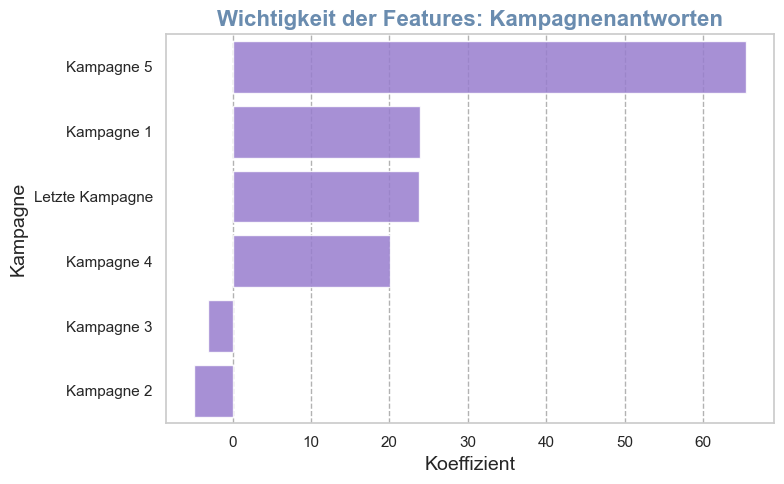 Wichtigkeit der Features: Kampagnenantworten
Kampagne 5
Kampagne 1
Letzte Kampagne
Kampagne 4
Kampagne 3
Kampagne 2
Kampagne
0 10 20 30 40 50 60
Koeffizient